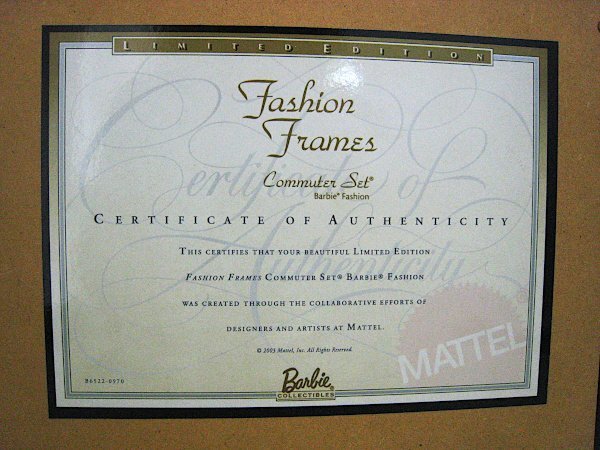 LIMITED EDITION
Fashion
Frames
Commuter Set®
Barbie® Fashion
CERTIFICATE OF AUTHENTICITY
THIS CERTIFIES THAT YOUR BEAUTIFUL LIMITED EDITION
FASHION FRAMES COMMUTER SET® BARBIE® FASHION
WAS CREATED THROUGH THE COLLABORATIVE EFFORTS OF
DESIGNERS AND ARTISTS AT MATTEL.
© 2003 Mattel, Inc. All Rights Reserved.
Certificate of
Authenticity
MATTEL
B6522-0970
Barbie
COLLECTIBLES